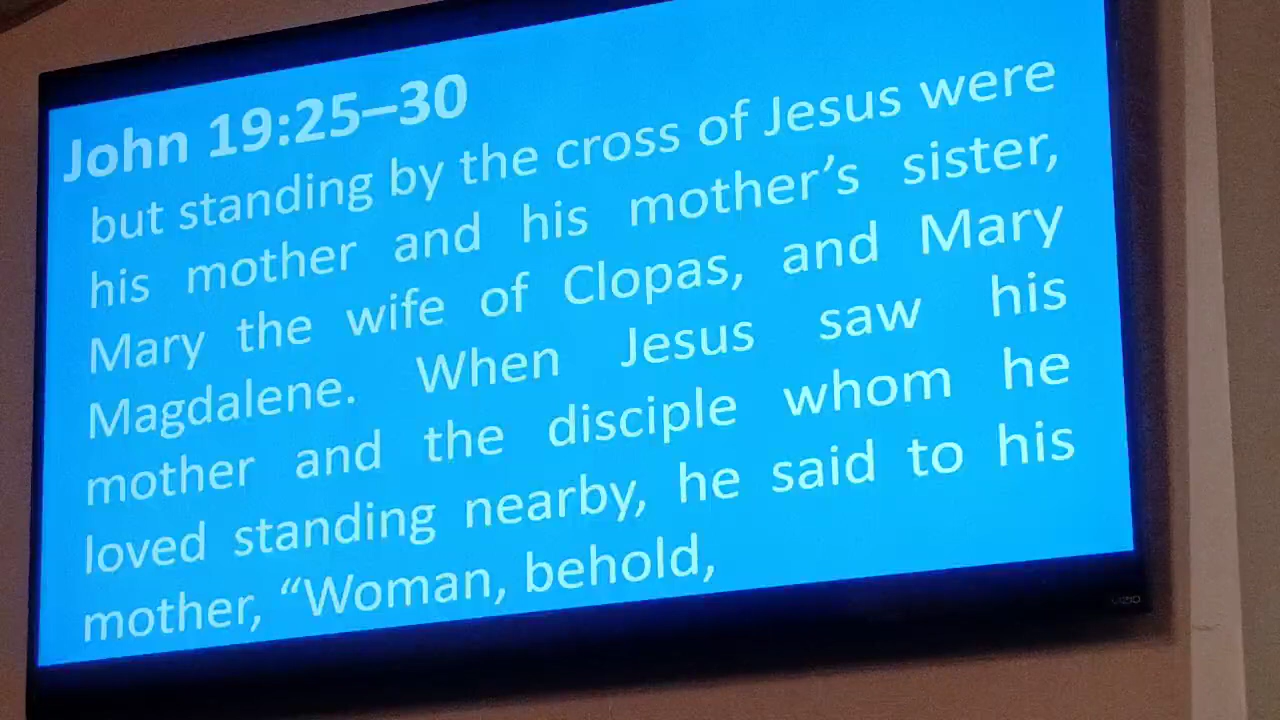 John 19:25–30
but standing by the cross of Jesus were
his mother and his mother’s sister,
Mary the wife of Clopas, and Mary
Magdalene. When Jesus saw his
mother and the disciple whom he
loved standing nearby, he said to his
mother, “Woman, behold,
VIZIO